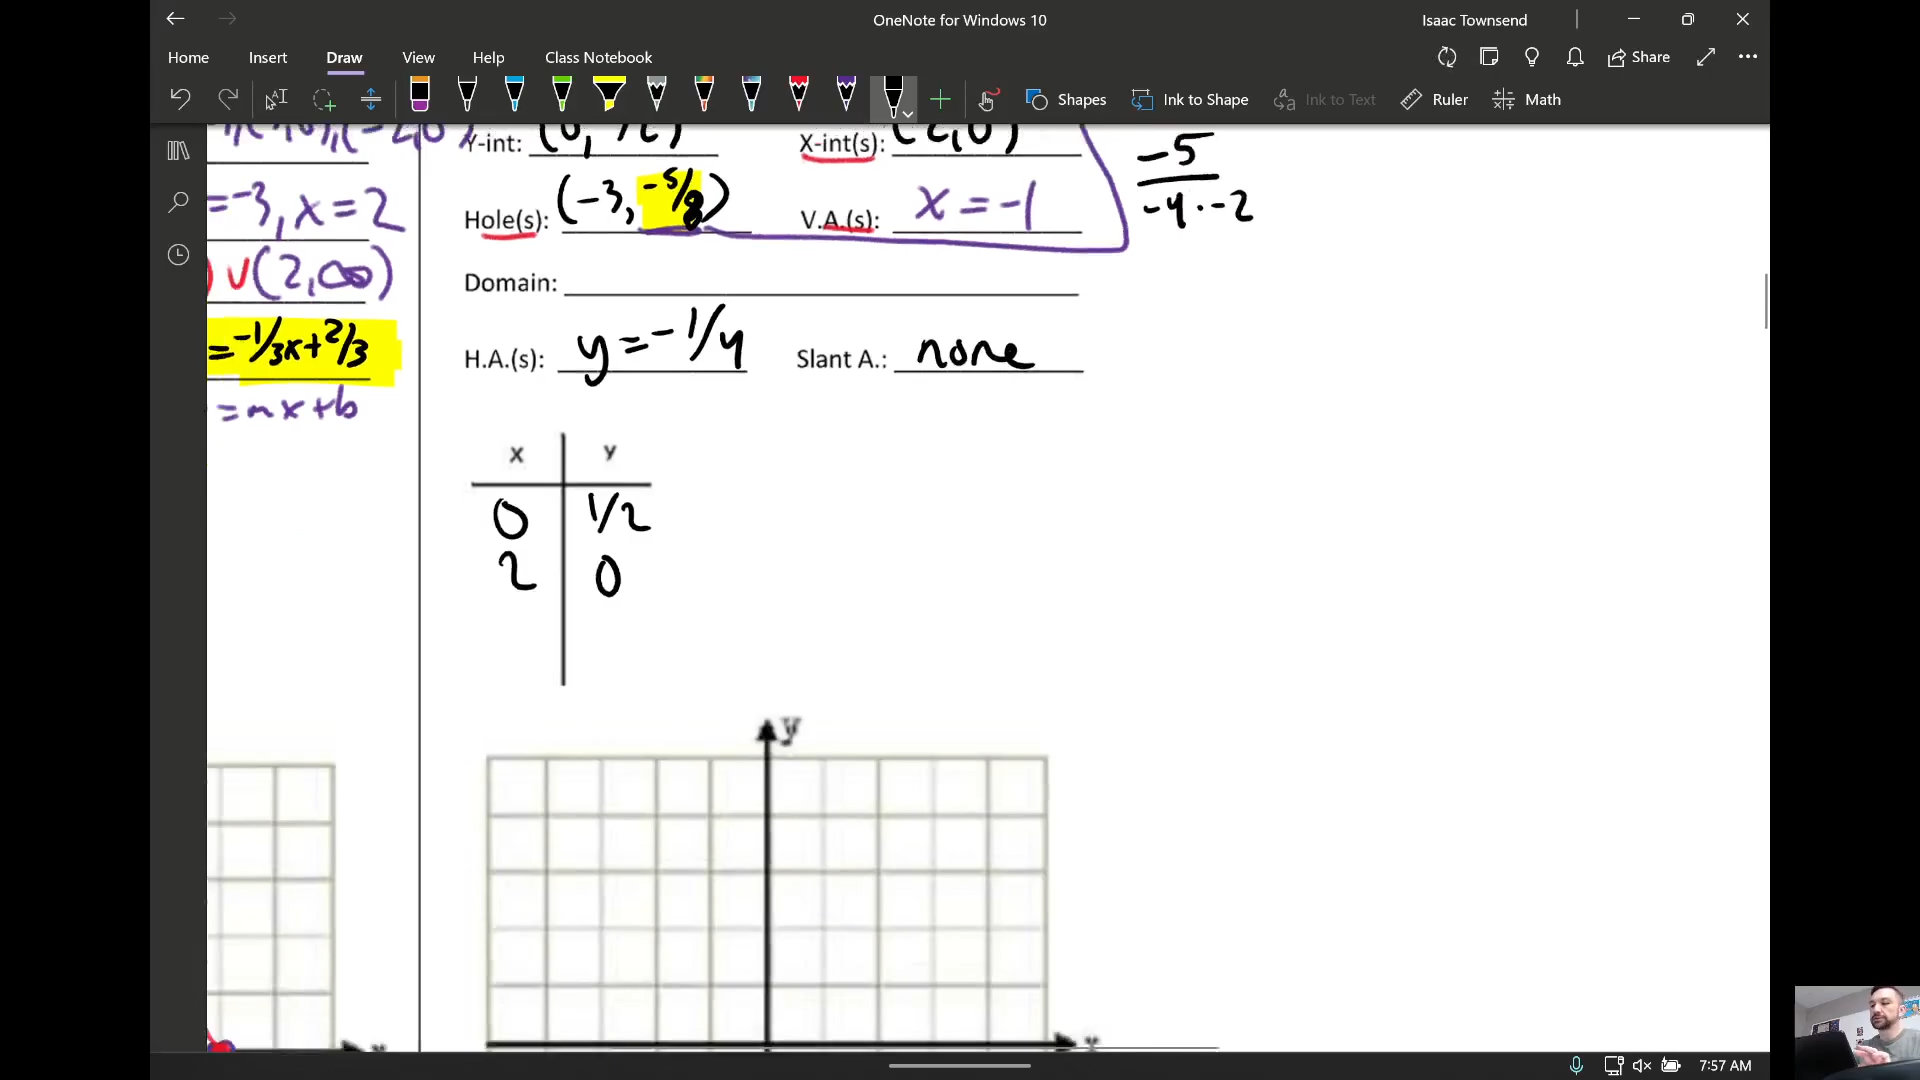 OneNote for Windows 10
Isaac Townsend
Home Insert Draw View Help Class Notebook
Share
Shapes Ink to Shape Ink to Text Ruler Math
Y-int: X-int(s): (2,0)
-5
-4·-2
=-3, x=2
Hole(s): (-3, -5/8) V.A.(s): x=-1
∪(2,∞)
Domain:
=-1/3x+2/3
H.A.(s): y=-1/4 Slant A.: none
=mx+b
x y
0 1/2
2 0
y
x
x
7:57 AM